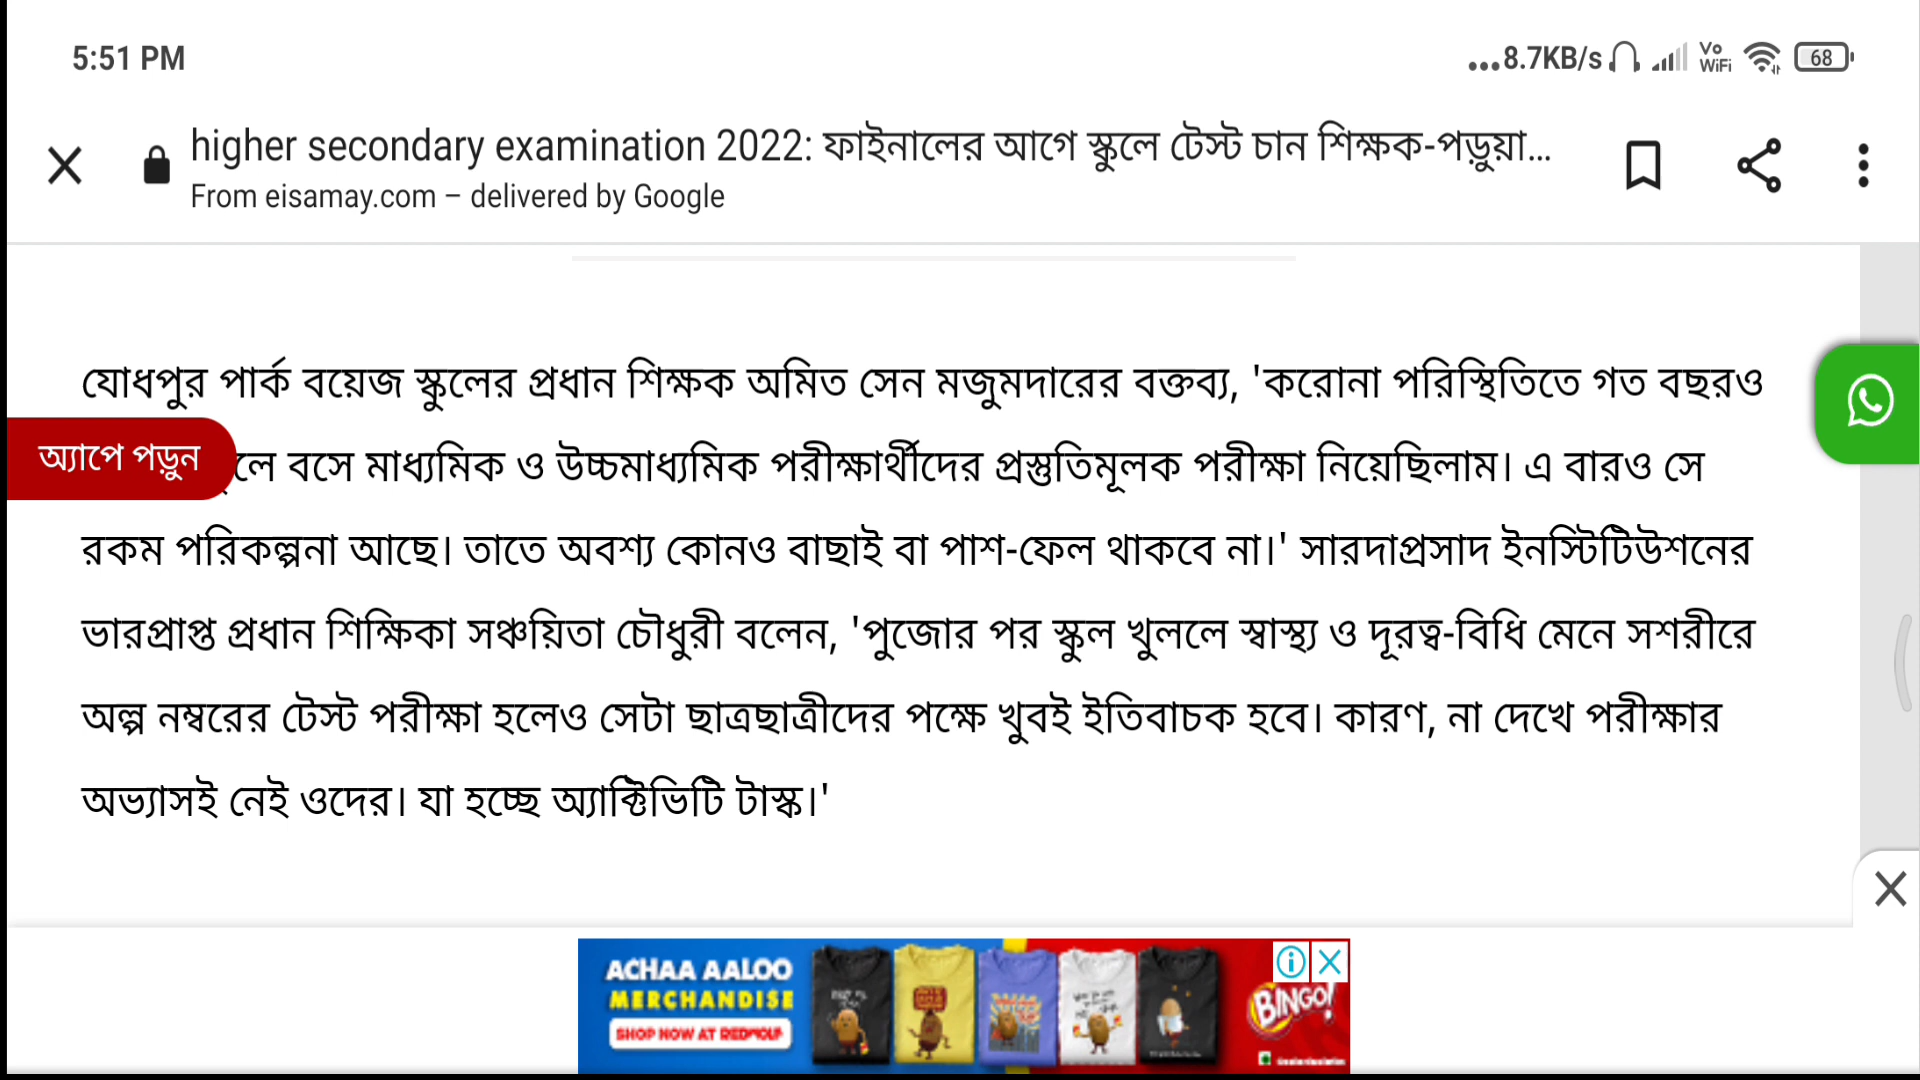 5:51 PM
...8.7KB/s Vo WiFi 68
higher secondary examination 2022: ফাইনালের আগে স্কুলে টেস্ট চান শিক্ষক-পড়ুয়া...
From eisamay.com – delivered by Google
যোধপুর পার্ক বয়েজ স্কুলের প্রধান শিক্ষক অমিত সেন মজুমদারের বক্তব্য, 'করোনা পরিস্থিতিতে গত বছরও
অ্যাপে পড়ুন
লে বসে মাধ্যমিক ও উচ্চমাধ্যমিক পরীক্ষার্থীদের প্রস্তুতিমূলক পরীক্ষা নিয়েছিলাম। এ বারও সে
রকম পরিকল্পনা আছে। তাতে অবশ্য কোনও বাছাই বা পাশ-ফেল থাকবে না।' সারদাপ্রসাদ ইনস্টিটিউশনের
ভারপ্রাপ্ত প্রধান শিক্ষিকা সঞ্চয়িতা চৌধুরী বলেন, 'পুজোর পর স্কুল খুললে স্বাস্থ্য ও দূরত্ব-বিধি মেনে সশরীরে
অল্প নম্বরের টেস্ট পরীক্ষা হলেও সেটা ছাত্রছাত্রীদের পক্ষে খুবই ইতিবাচক হবে। কারণ, না দেখে পরীক্ষার
অভ্যাসই নেই ওদের। যা হচ্ছে অ্যাক্টিভিটি টাস্ক।'
ACHAA AALOO
MERCHANDISE
SHOP NOW AT REDWOLF
BINGO!